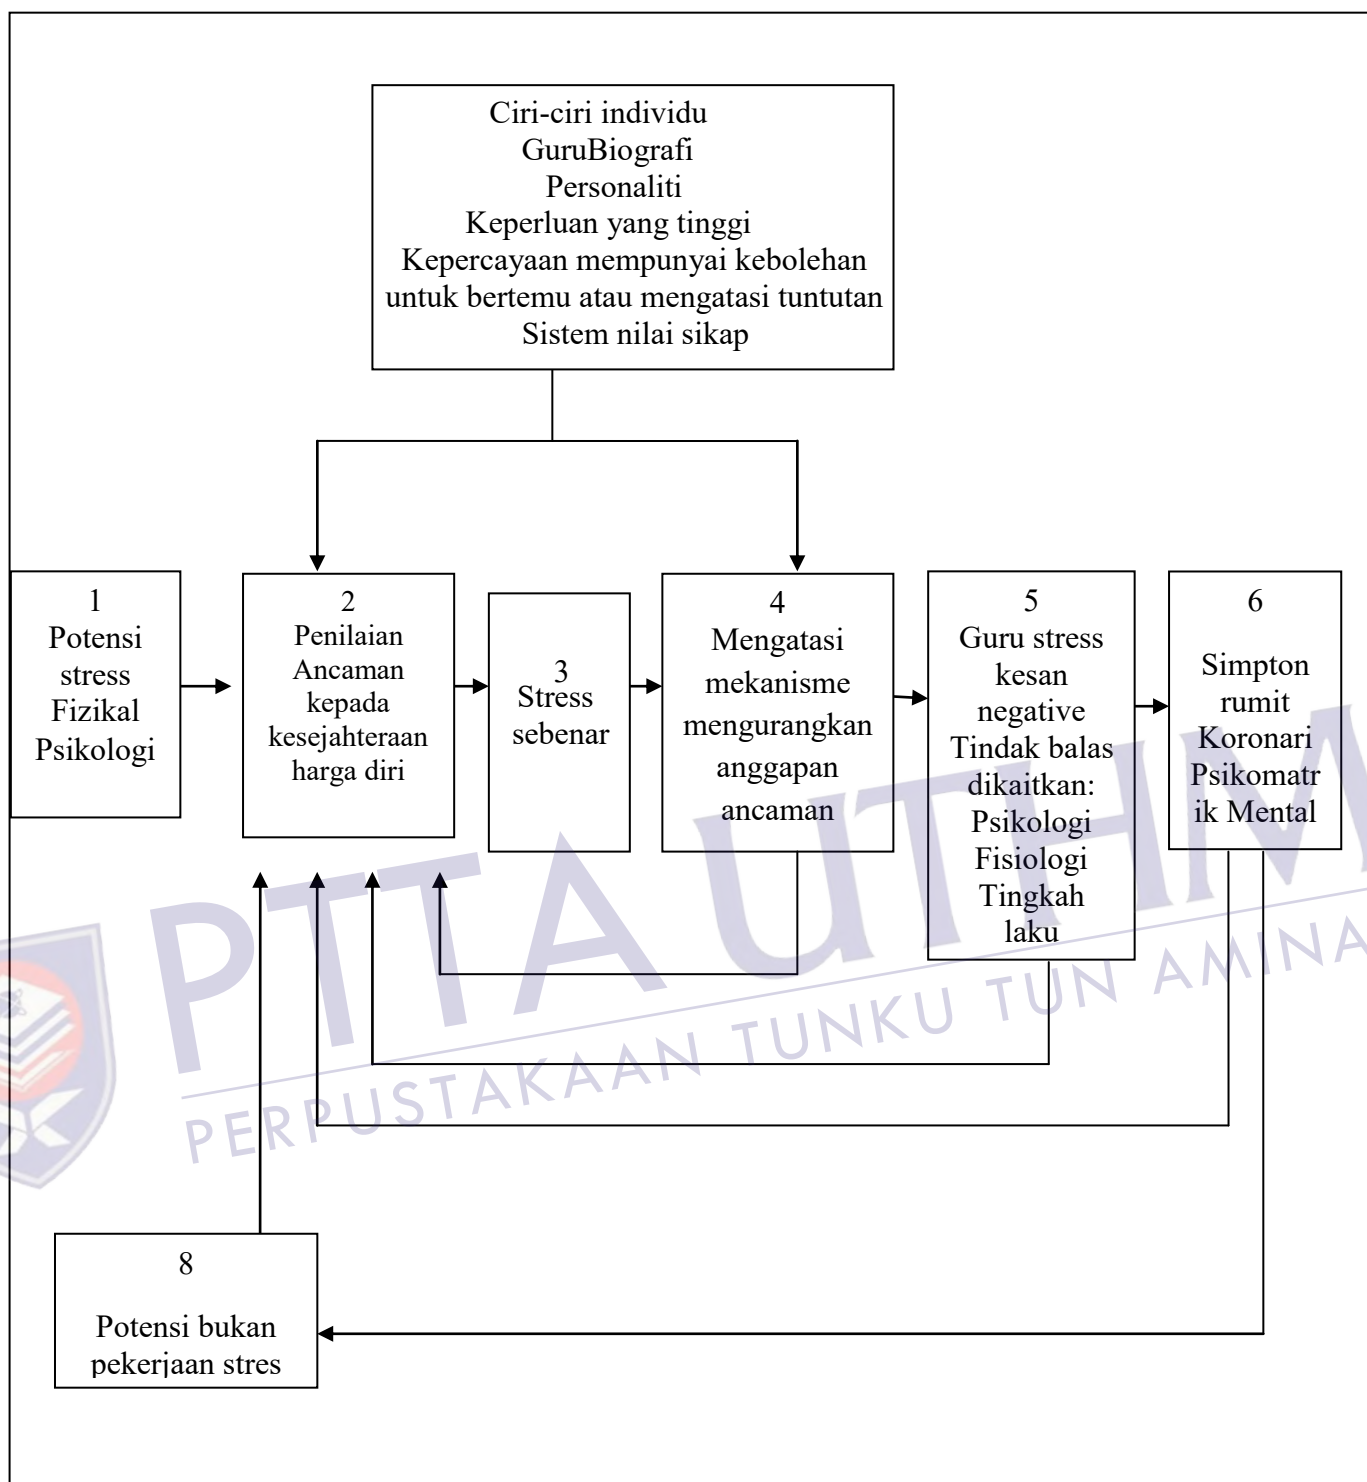 Ciri-ciri individu
GuruBiografi
Personaliti
Keperluan yang tinggi
Kepercayaan mempunyai kebolehan
untuk bertemu atau mengatasi tuntutan
Sistem nilai sikap
1
Potensi
stress
Fizikal
Psikologi
2
Penilaian
Ancaman
kepada
kesejahteraan
harga diri
3
Stress
sebenar
4
Mengatasi
mekanisme
mengurangkan
anggapan
ancaman
5
Guru stress
kesan
negative
Tindak balas
dikaitkan:
Psikologi
Fisiologi
Tingkah
laku
6
Simpton
rumit
Koronari
Psikomatr
ik Mental
8
Potensi bukan
pekerjaan stres
PTTA UTHM
PERPUSTAKAAN TUNKU TUN AMINA